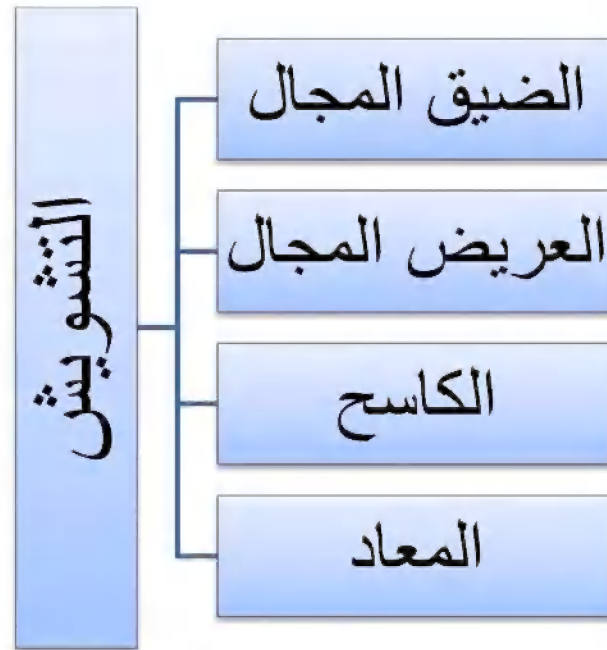 التشويش
الضيق المجال
العريض المجال
الكاسح
المعاد